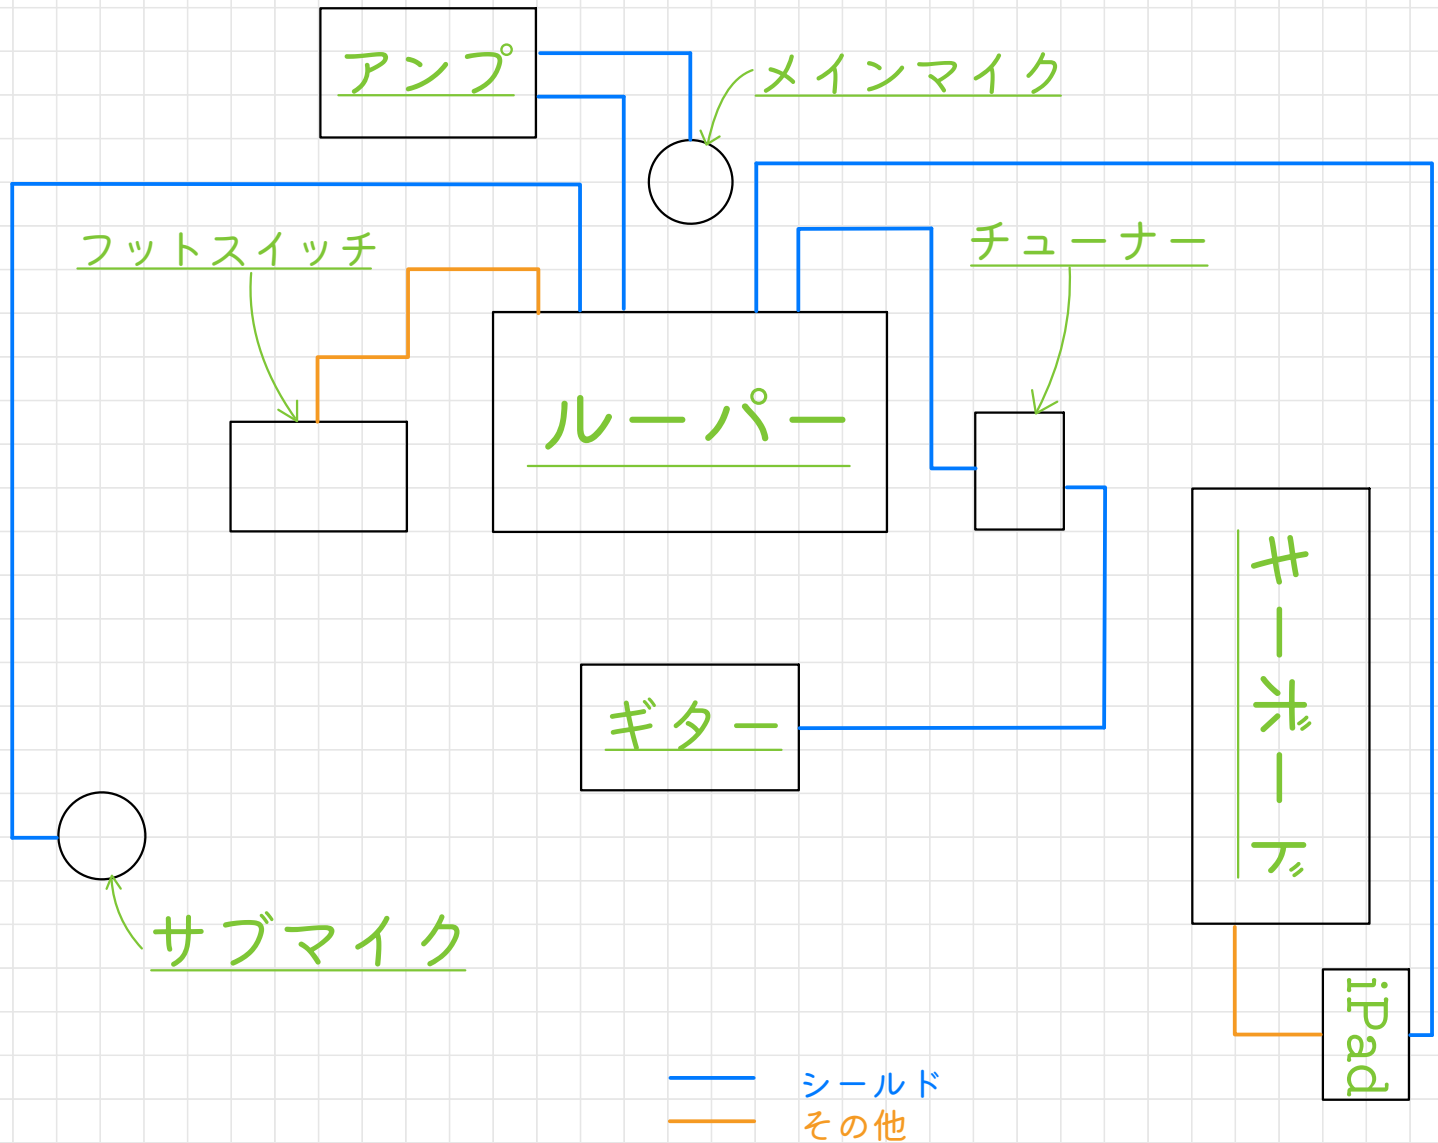 アンプ
メインマイク
フットスイッチ
チューナー
ルーパー
キーボード
ギター
サブマイク
iPad
シールド
その他